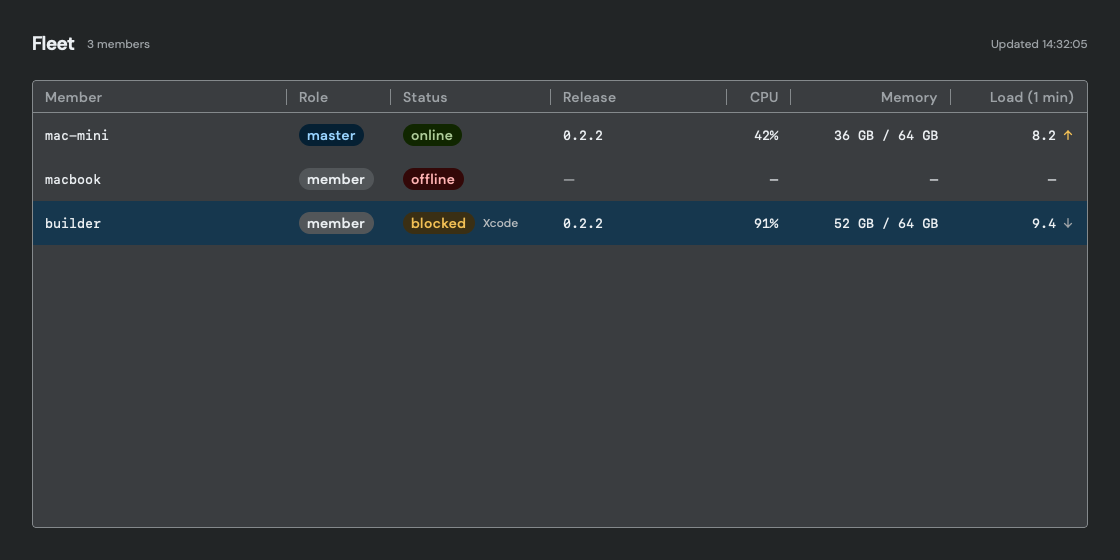 Fleet 3 members Updated 14:32:05
Member Role Status Release CPU Memory Load (1 min)
mac-mini master online 0.2.2 42% 36 GB / 64 GB 8.2 ↑
macbook member offline — — — —
builder member blocked Xcode 0.2.2 91% 52 GB / 64 GB 9.4 ↓